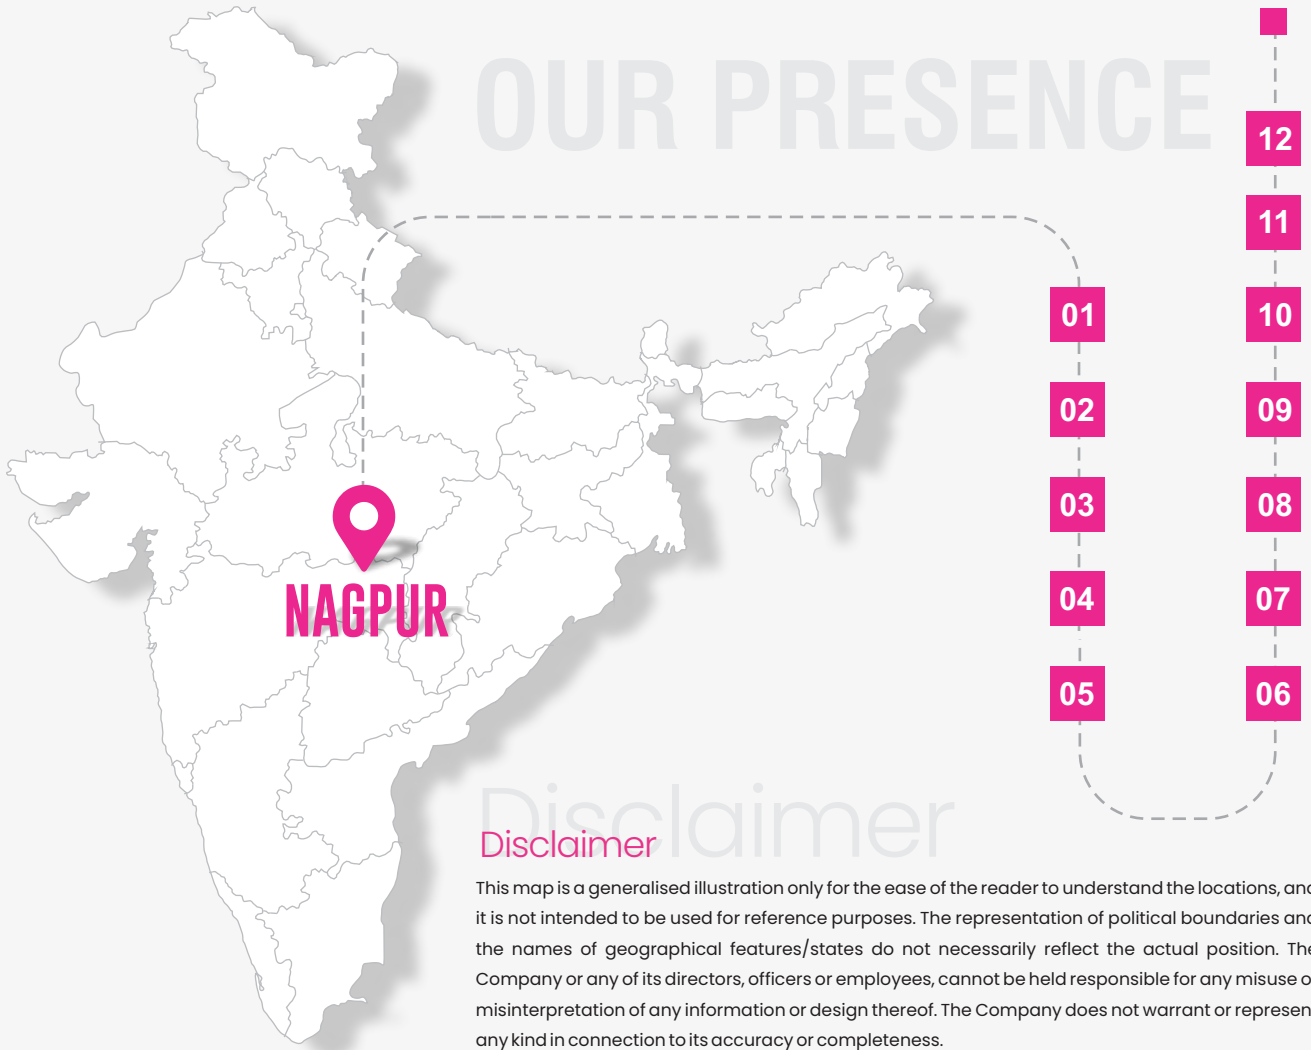 OUR PRESENCE
12
11
01
10
02
09
03
08
NAGPUR
04
07
05
06
Disclaimer
Disclaimer
This map is a generalised illustration only for the ease of the reader to understand the locations, and
it is not intended to be used for reference purposes. The representation of political boundaries and
the names of geographical features/states do not necessarily reflect the actual position. The
Company or any of its directors, officers or employees, cannot be held responsible for any misuse o
misinterpretation of any information or design thereof. The Company does not warrant or represen
any kind in connection to its accuracy or completeness.